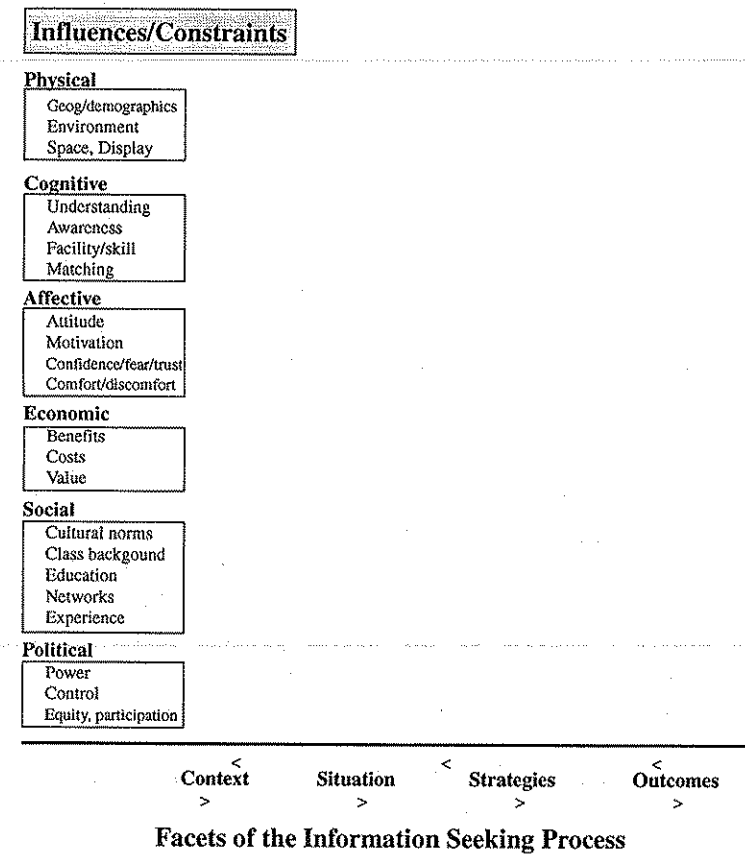 Influences/Constraints
Physical
Geog/demographics
Environment
Space, Display
Cognitive
Understanding
Awareness
Facility/skill
Matching
Affective
Attitude
Motivation
Confidence/fear/trust
Comfort/discomfort
Economic
Benefits
Costs
Value
Social
Cultural norms
Class backgound
Education
Networks
Experience
Political
Power
Control
Equity, participation
< < <
Context Situation Strategies Outcomes
> > > >
Facets of the Information Seeking Process